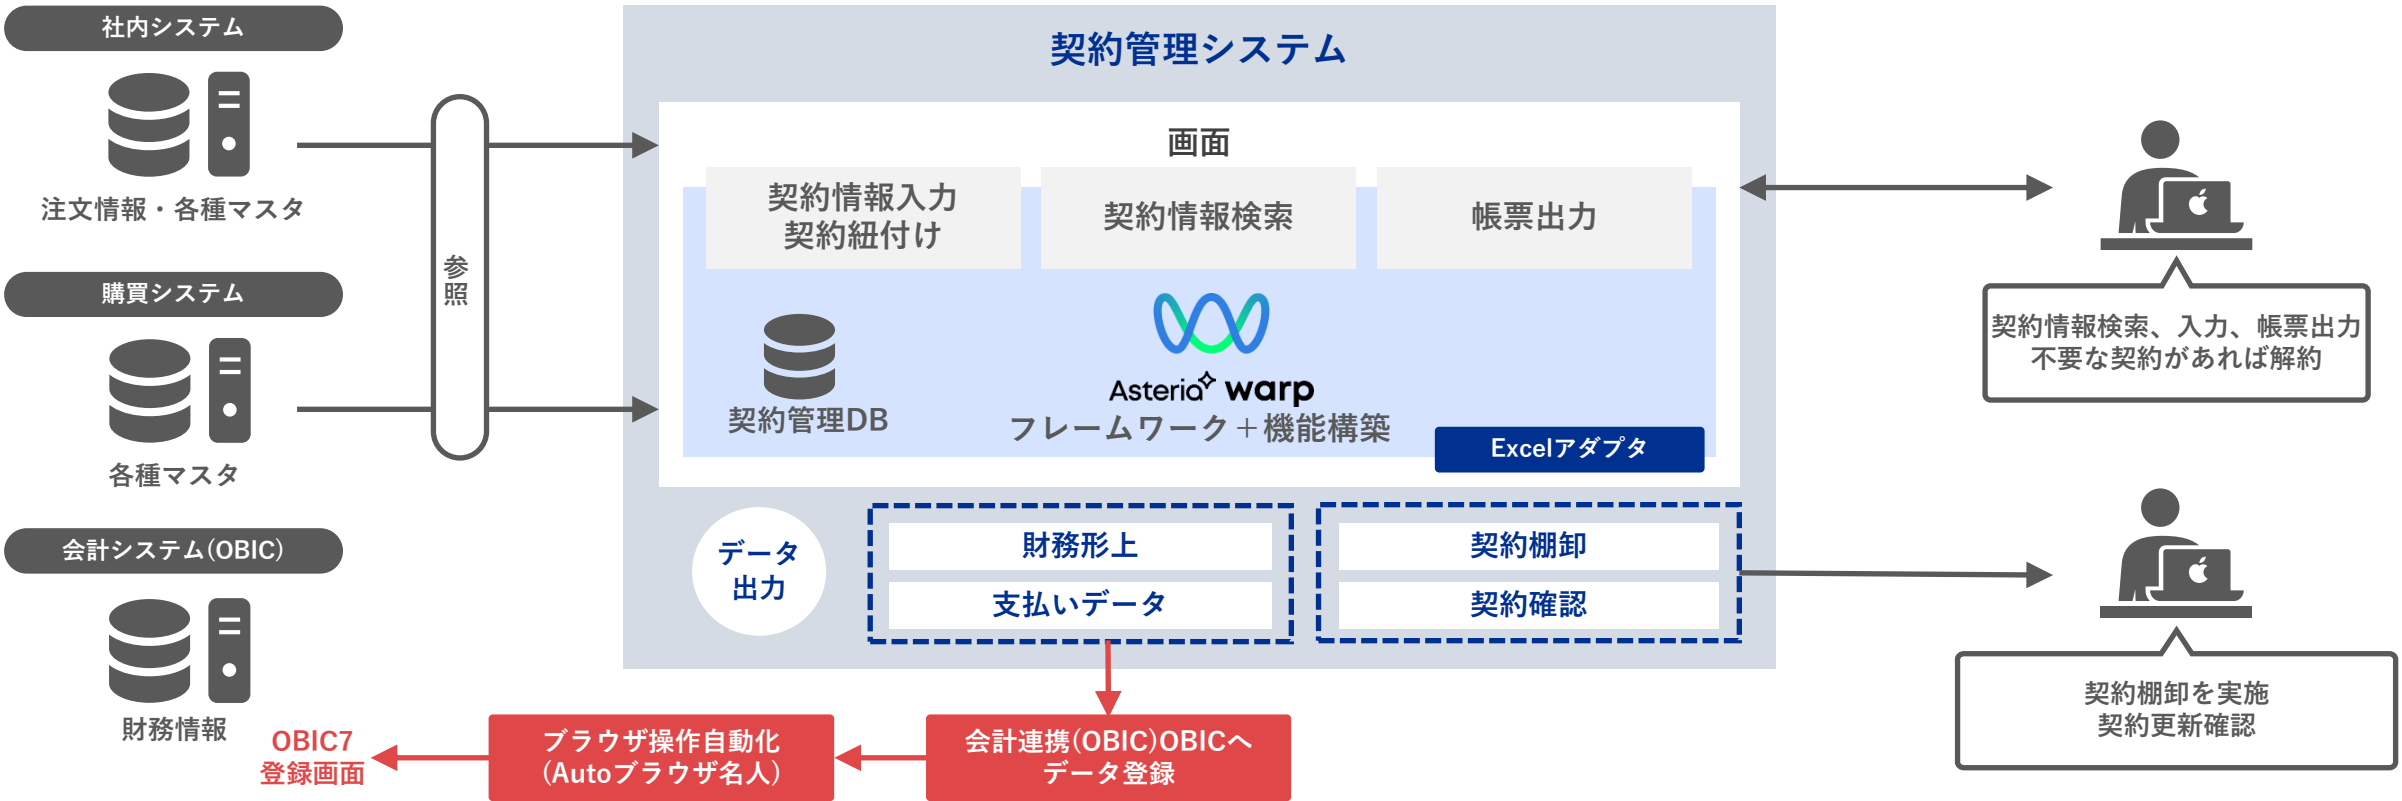 社内システム
注文情報・各種マスタ
購買システム
各種マスタ
会計システム(OBIC)
財務情報
参照
契約管理システム
画面
契約情報入力
契約紐付け
契約情報検索
帳票出力
契約管理DB
Asteria warp
フレームワーク＋機能構築
Excelアダプタ
データ
出力
財務形上
支払いデータ
契約棚卸
契約確認
契約情報検索、入力、帳票出力
不要な契約があれば解約
契約棚卸を実施
契約更新確認
会計連携(OBIC)OBICへ
データ登録
ブラウザ操作自動化
(Autoブラウザ名人)
OBIC7
登録画面